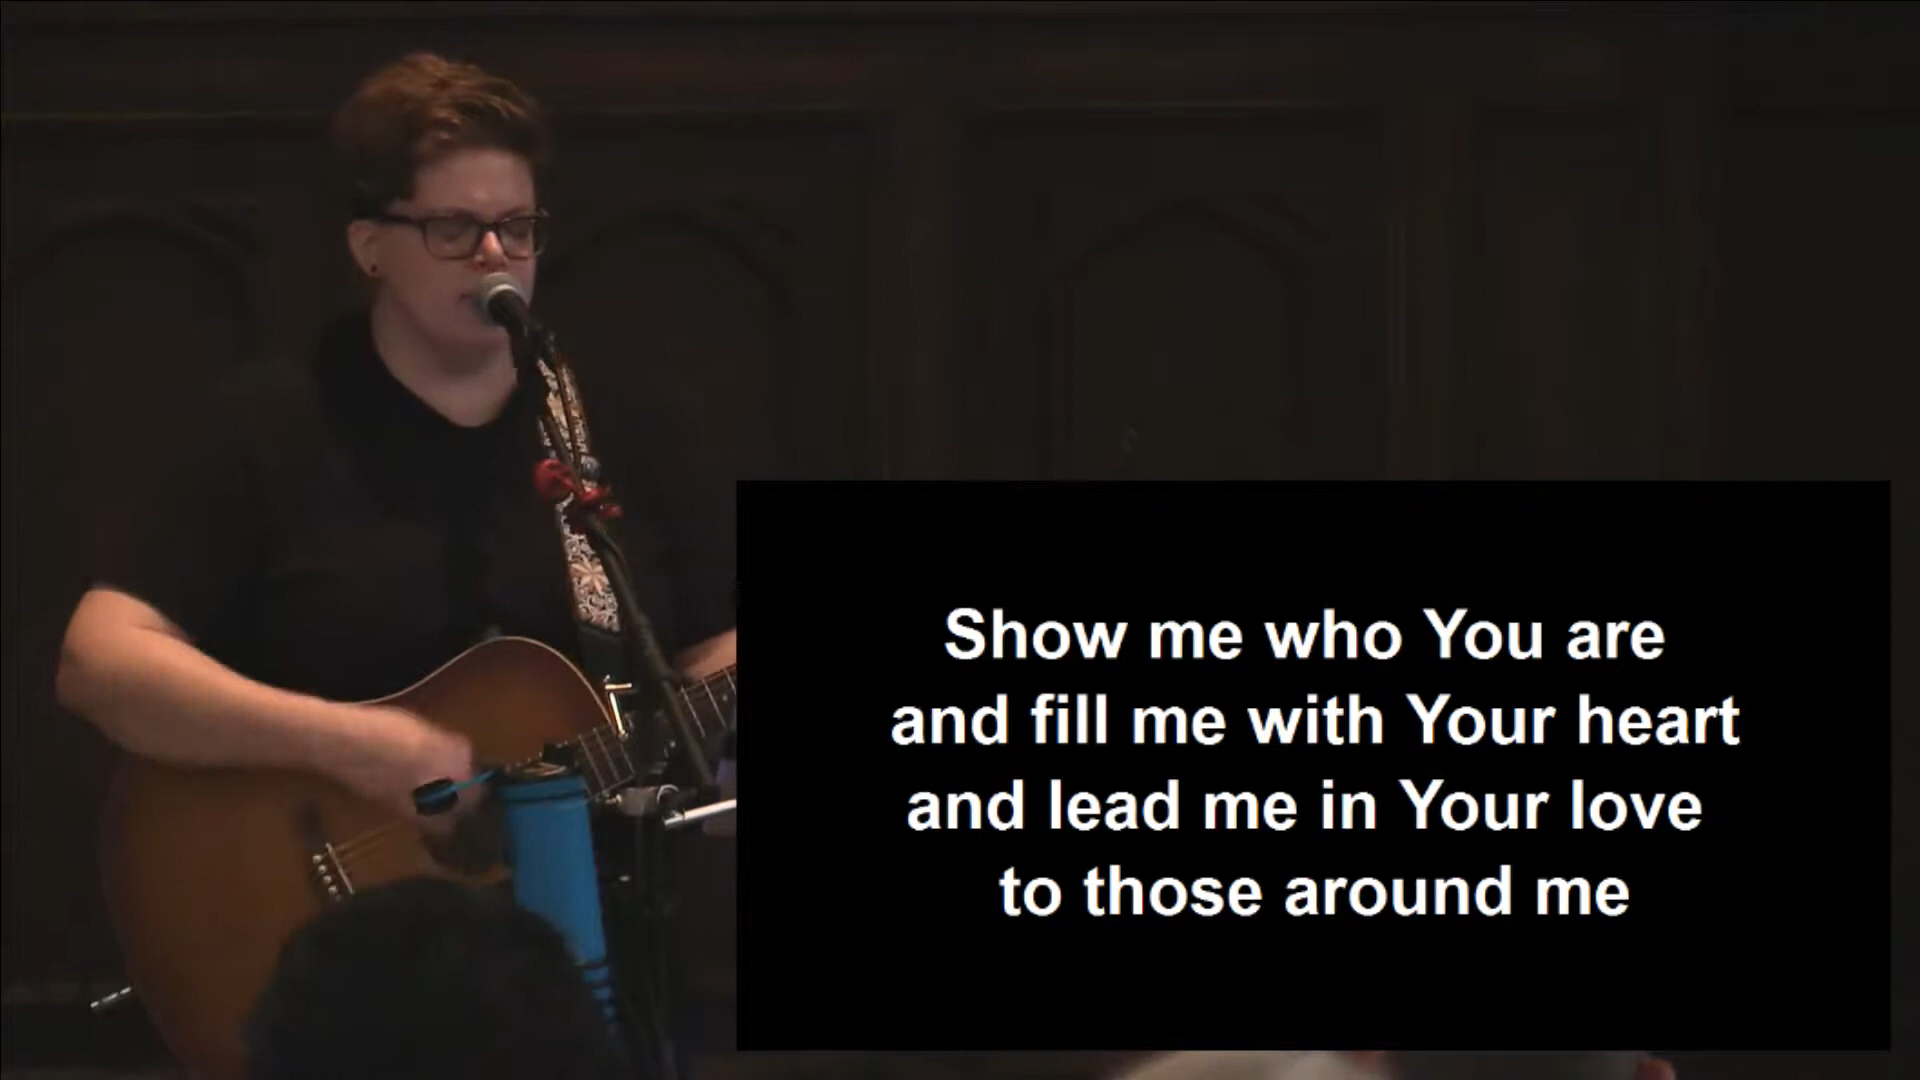 Show me who You are
and fill me with Your heart
and lead me in Your love
to those around me